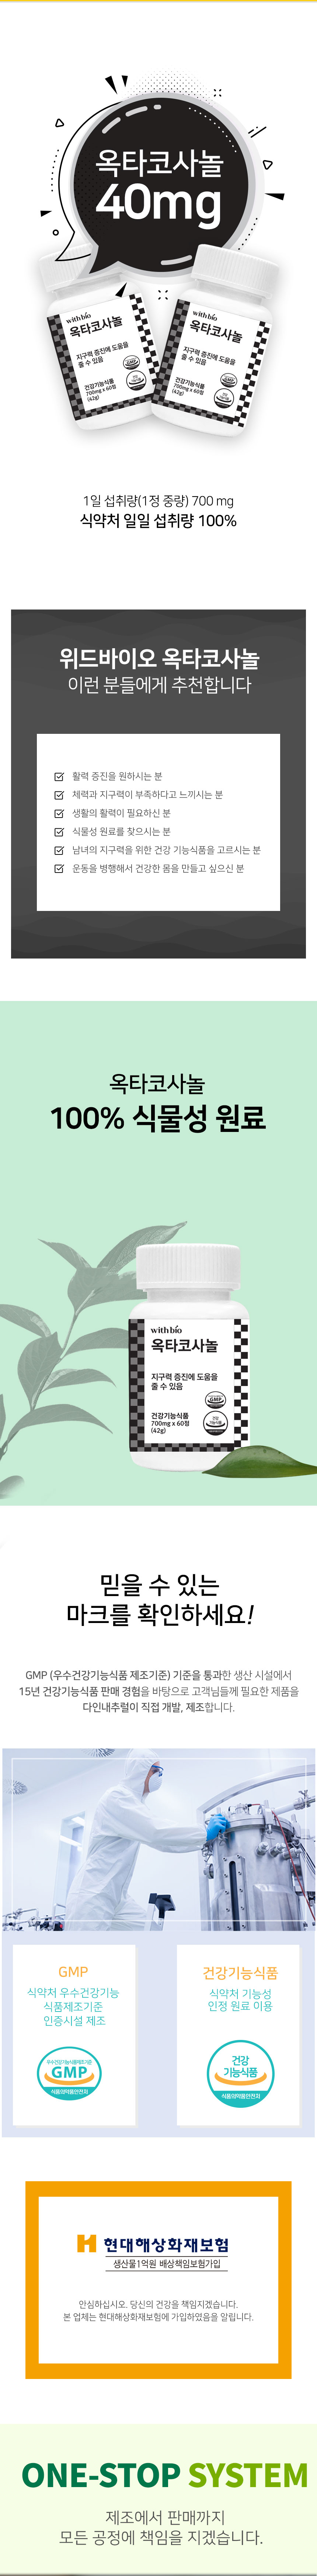 옥타코사놀
40mg
withbio
옥타코사놀
지구력 증진에 도움을
줄 수 있음
건강기능식품
700mg x 60정
(42g)
GMP
withbio
옥타코사놀
지구력 증진에 도움을
줄 수 있음
건강기능식품
700mg x 60정
(42g)
GMP
1일 섭취량(1정 중량) 700 mg
식약처 일일 섭취량 100%
위드바이오 옥타코사놀
이런 분들에게 추천합니다
활력 증진을 원하시는 분
체력과 지구력이 부족하다고 느끼시는 분
생활의 활력이 필요하신 분
식물성 원료를 찾으시는 분
남녀의 지구력을 위한 건강 기능식품을 고르시는 분
운동을 병행해서 건강한 몸을 만들고 싶으신 분
옥타코사놀
100% 식물성 원료
withbio
옥타코사놀
지구력 증진에 도움을
줄 수 있음
건강기능식품
700mg x 60정
(42g)
GMP
건강
기능식품
믿을 수 있는
마크를 확인하세요!
GMP (우수건강기능식품 제조기준) 기준을 통과한 생산 시설에서
15년 건강기능식품 판매 경험을 바탕으로 고객님들께 필요한 제품을
다인내추럴이 직접 개발, 제조합니다.
GMP
식약처 우수건강기능
식품제조기준
인증시설 제조
우수건강기능식품제조기준
GMP
식품의약품안전처
건강기능식품
식약처 기능성
인정 원료 이용
건강
기능식품
식품의약품안전처
현대해상화재보험
생산물1억원 배상책임보험가입
안심하십시오. 당신의 건강을 책임지겠습니다.
본 업체는 현대해상화재보험에 가입하였음을 알립니다.
ONE-STOP SYSTEM
제조에서 판매까지
모든 공정에 책임을 지겠습니다.